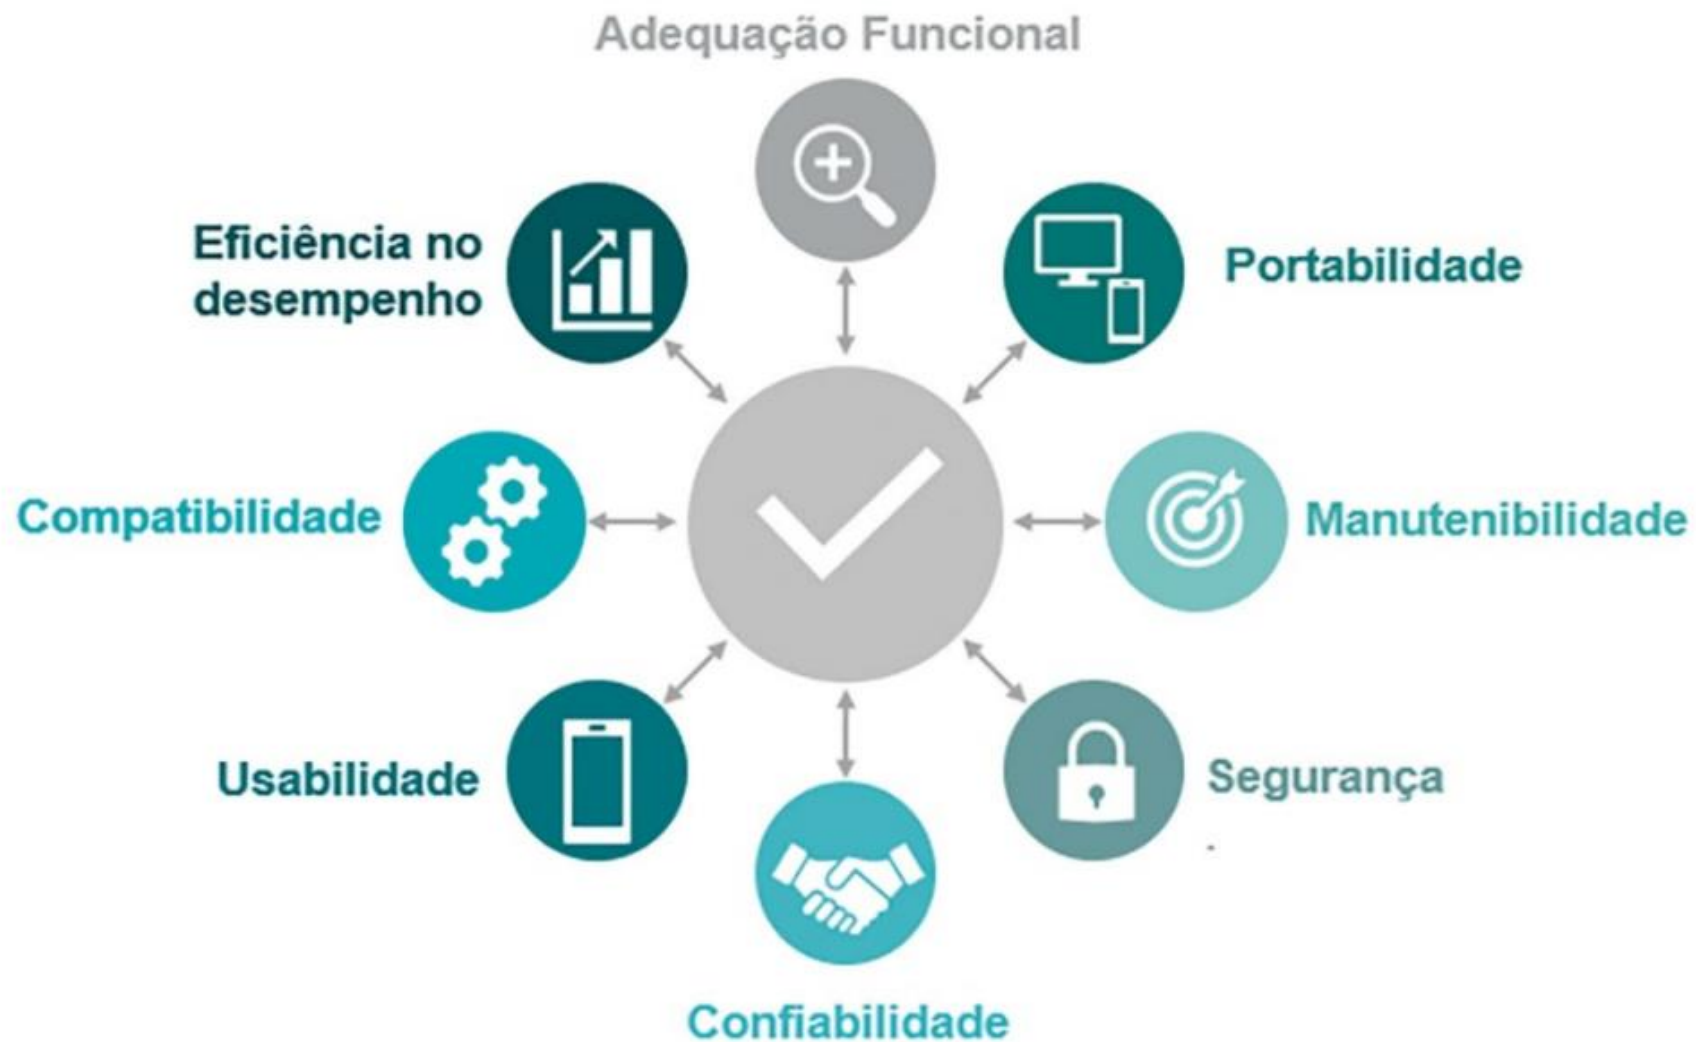 Adequação Funcional
Eficiência no
desempenho
Portabilidade
Compatibilidade
Manutenibilidade
Usabilidade
Segurança
Confiabilidade